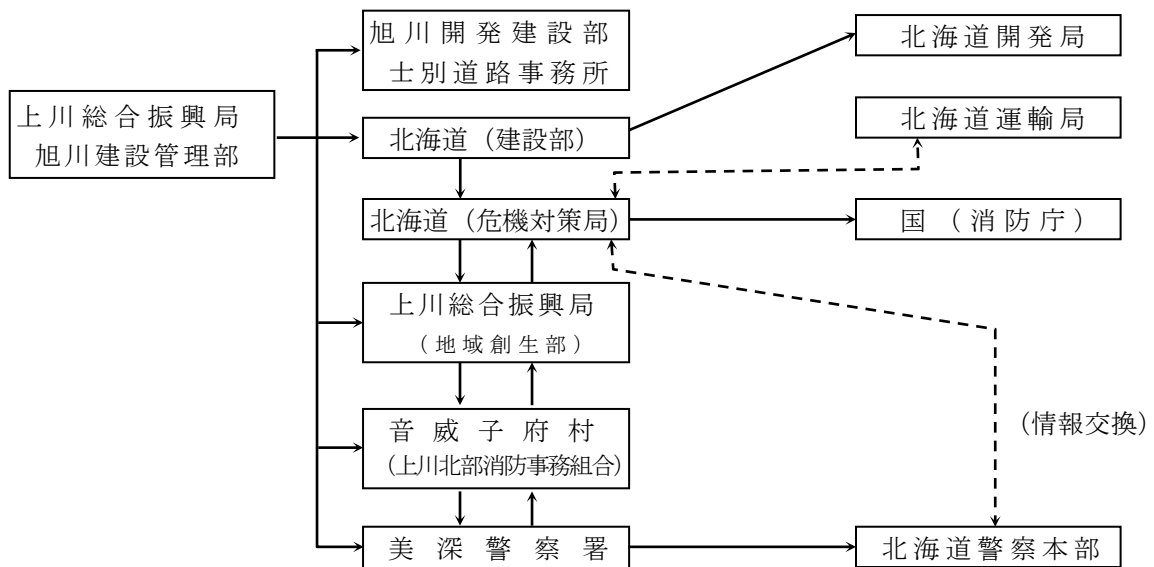 上川総合振興局
旭川建設管理部
旭川開発建設部
士別道路事務所
北海道（建設部）
北海道（危機対策局）
上川総合振興局
（地域創生部）
音威子府村
（上川北部消防事務組合）
美深警察署
北海道開発局
北海道運輸局
国（消防庁）
（情報交換）
北海道警察本部